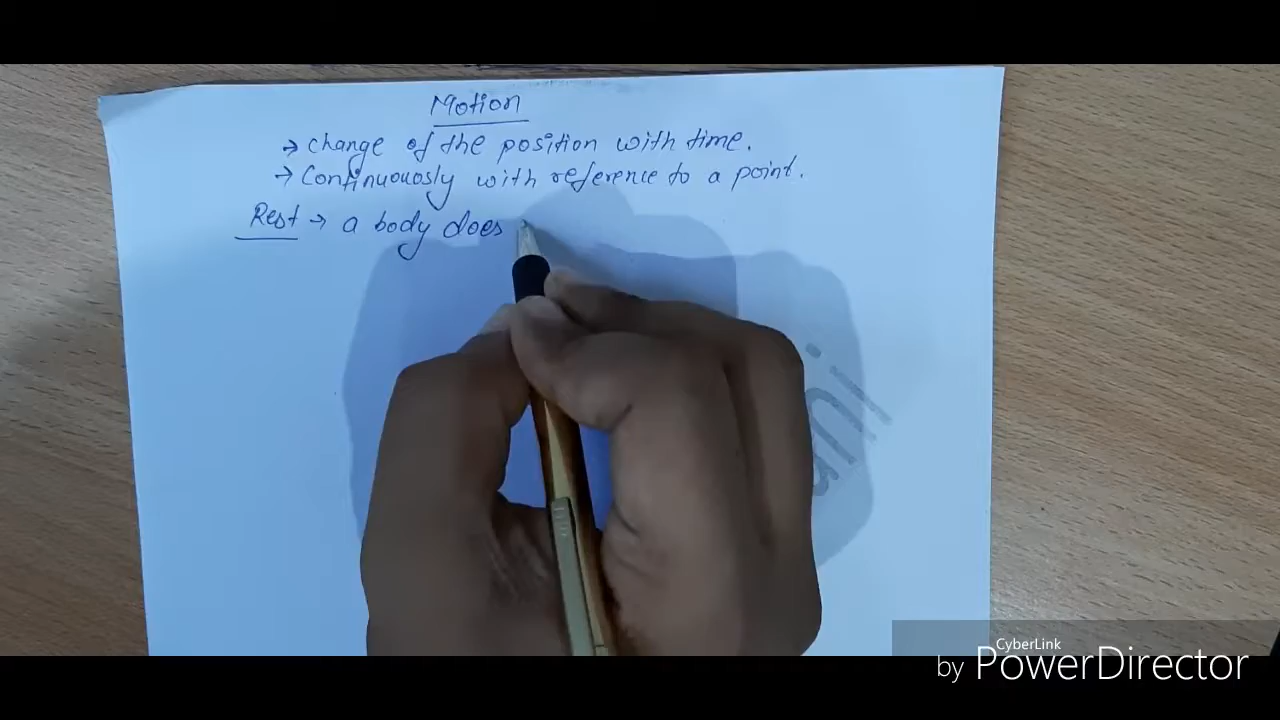 Motion
→ change of the position with time.
→ Continuously with reference to a point.
Rest → a body does
CyberLink
by PowerDirector